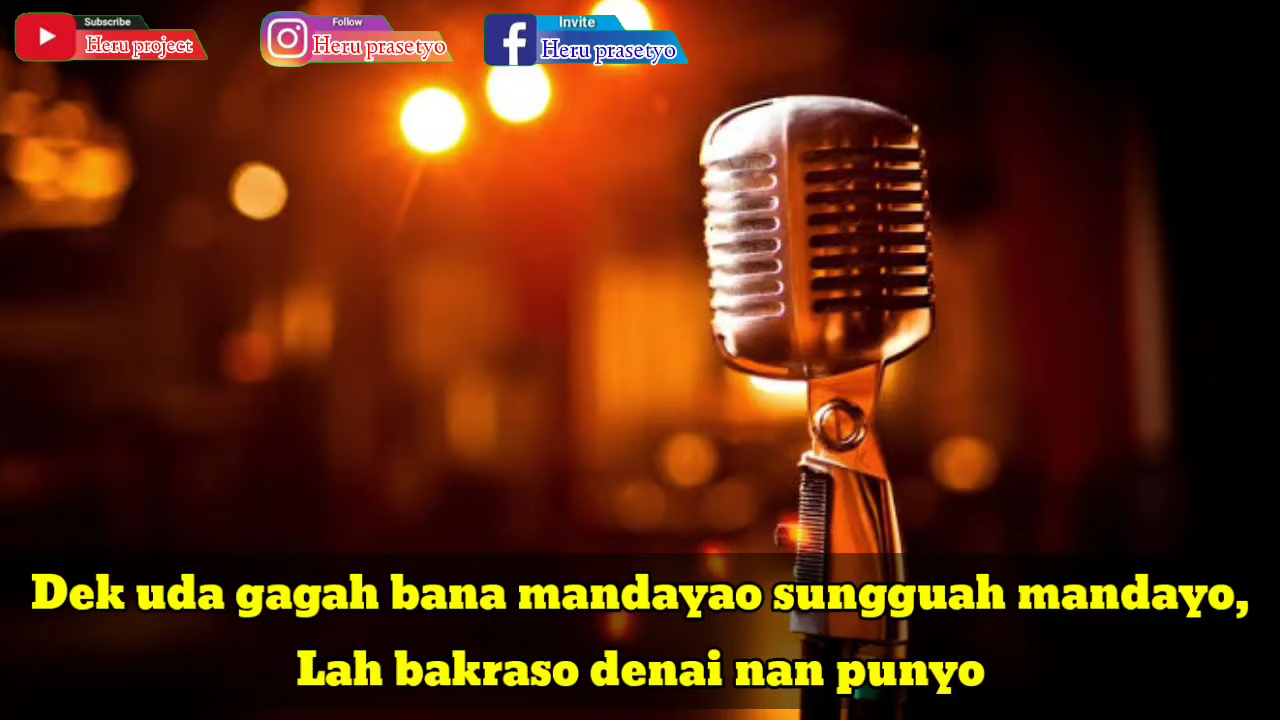 Subscribe
Heru project
Follow
Heru prasetyo
Invite
Heru prasetyo
Dek uda gagah bana mandayao sungguah mandayo,
Lah bakraso denai nan punyo